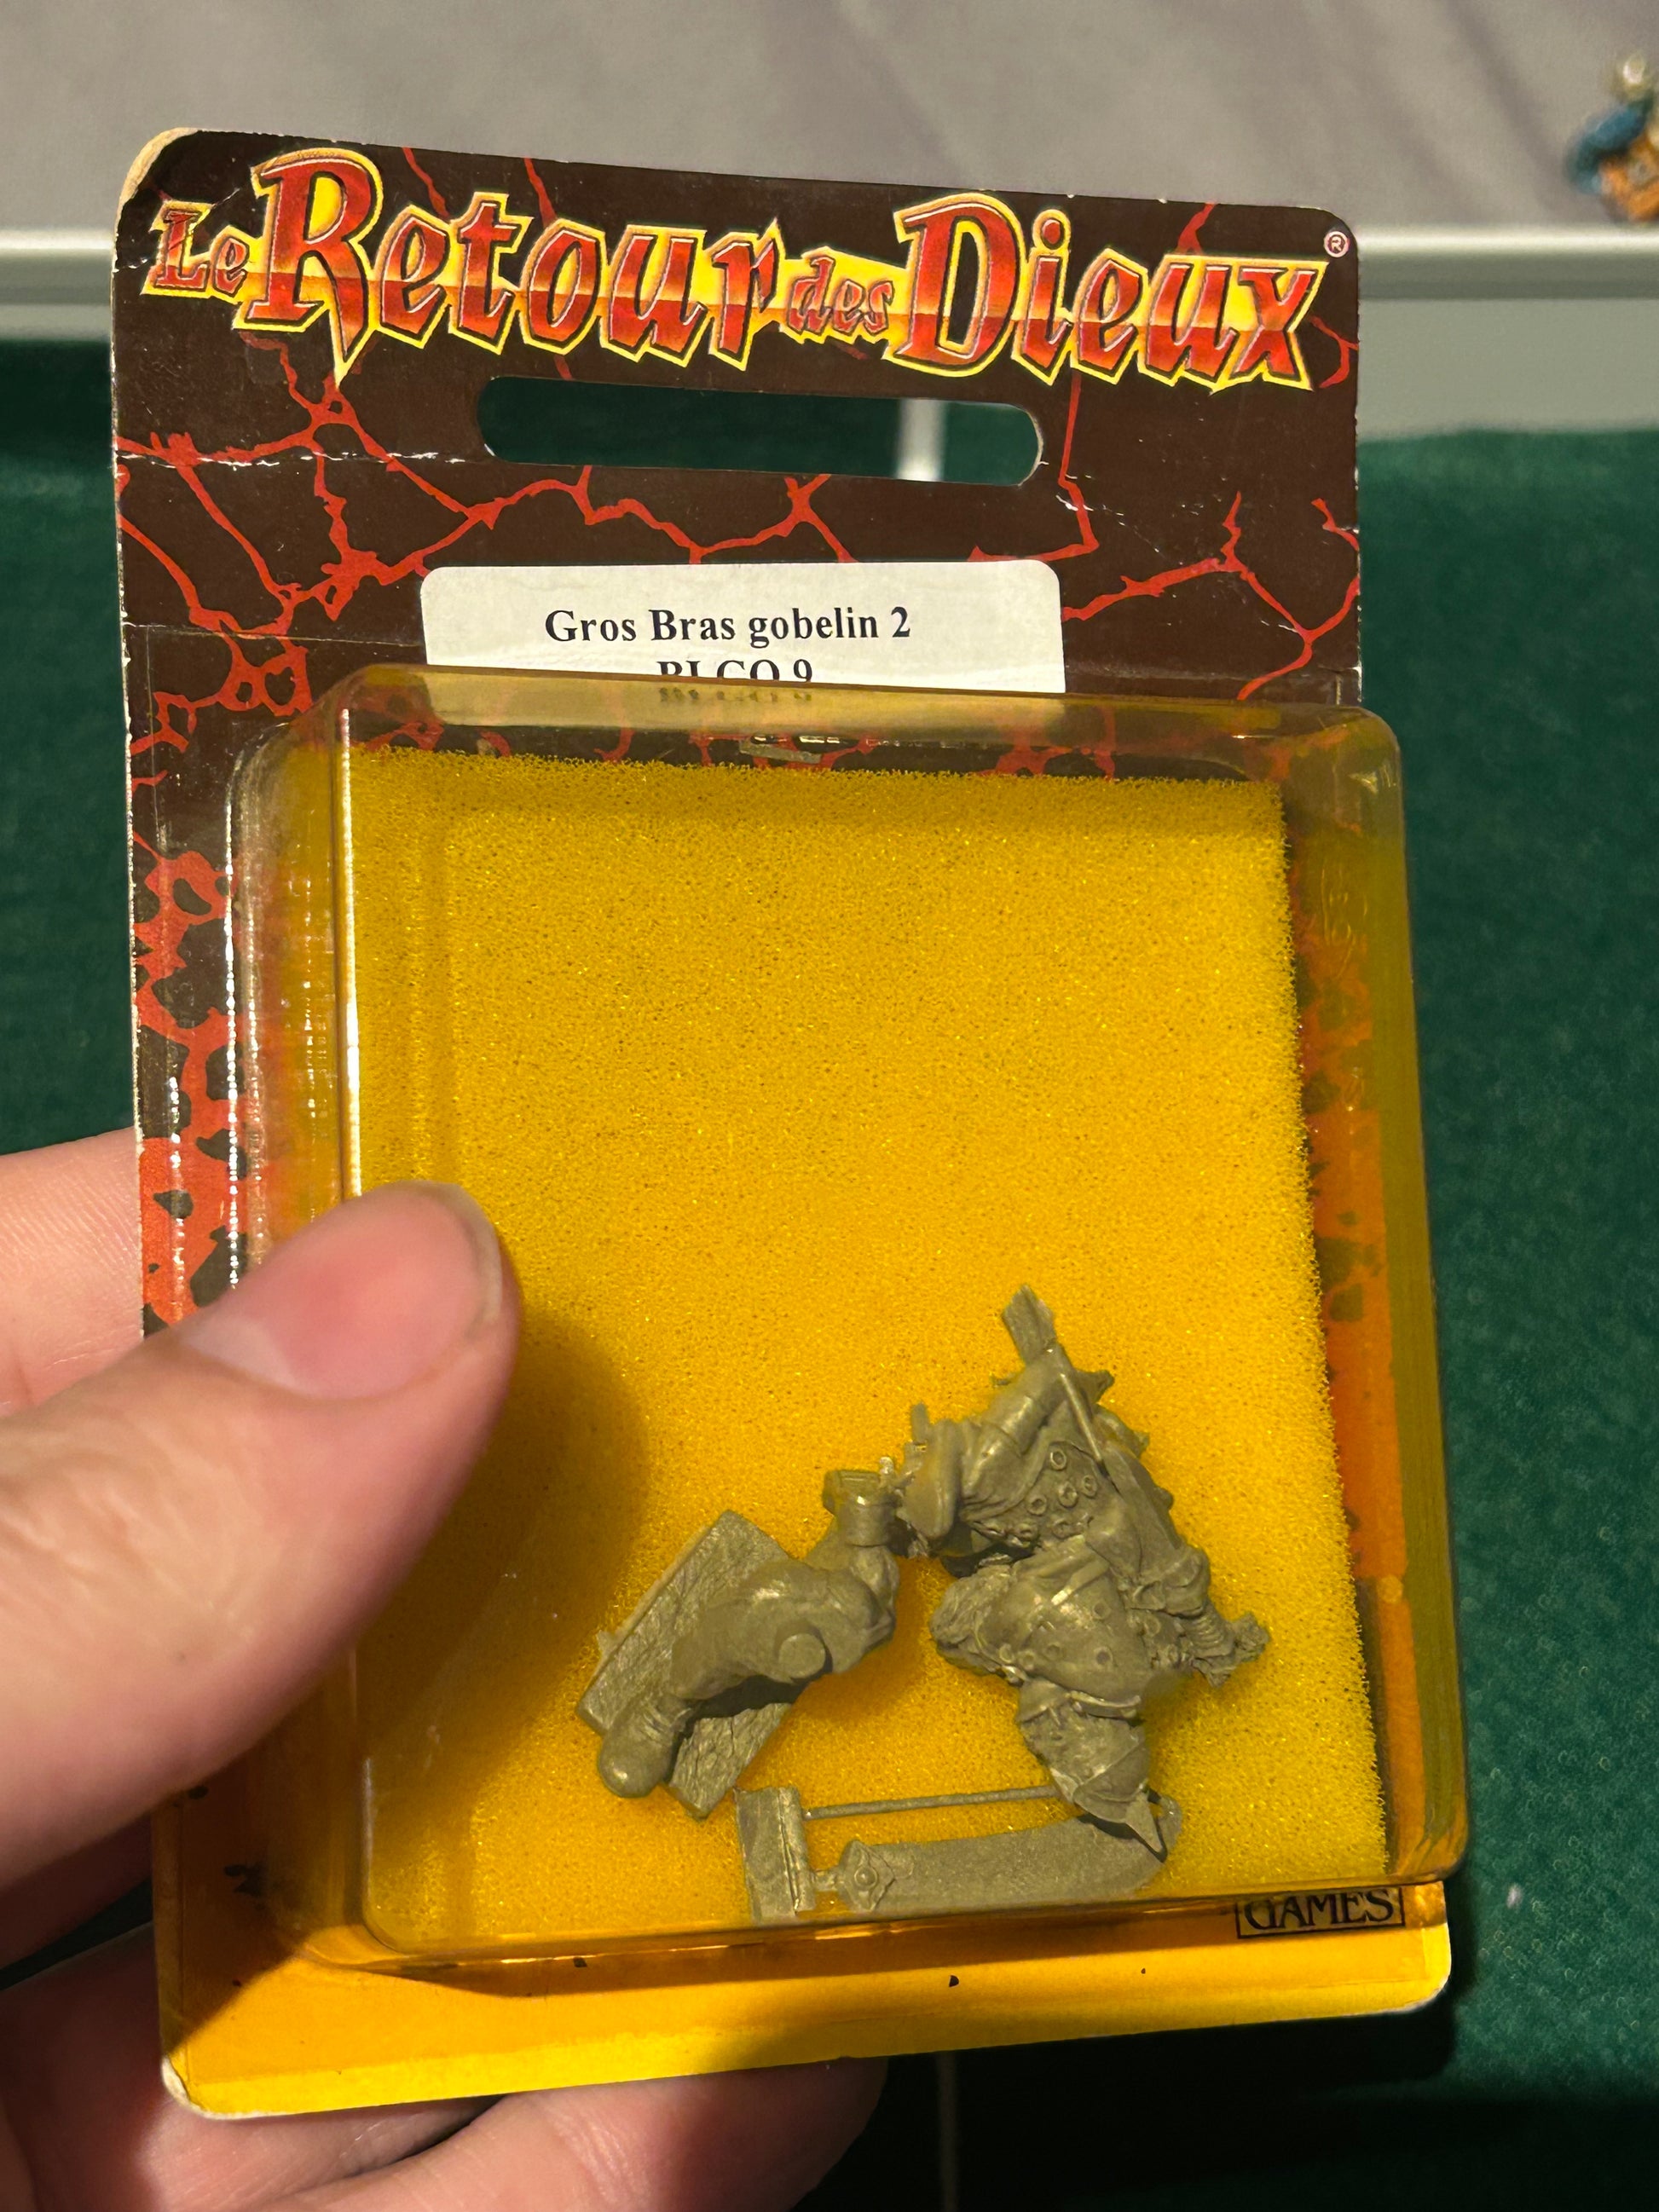 Le Retour des Dieux ®
Gros Bras gobelin 2
GAMES